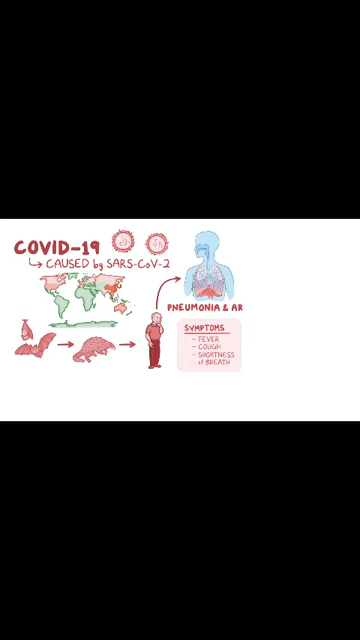 COVID-19
CAUSED by SARS-CoV-2
PNEUMONIA & AR
SYMPTOMS
- FEVER
- COUGH
- SHORTNESS
of BREATH